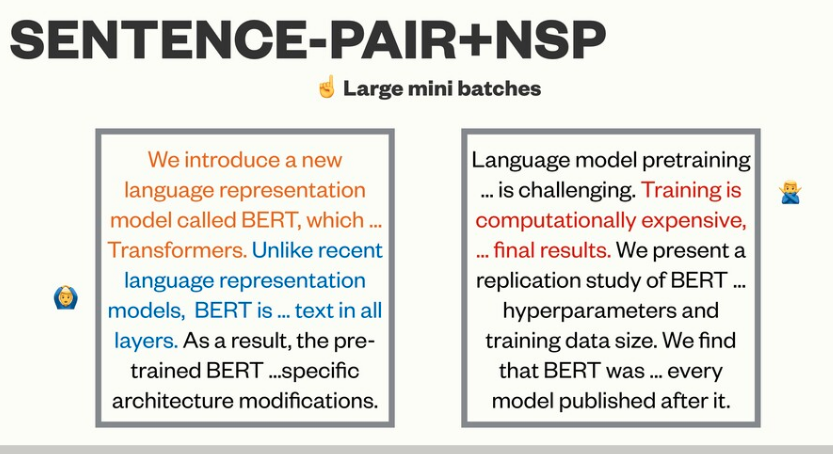 SENTENCE-PAIR+NSP
☝️ Large mini batches
We introduce a new
language representation
model called BERT, which ...
Transformers. Unlike recent
language representation
models, BERT is ... text in all
layers. As a result, the pre-
trained BERT ...specific
architecture modifications.
Language model pretraining
... is challenging. Training is
computationally expensive,
... final results. We present a
replication study of BERT ...
hyperparameters and
training data size. We find
that BERT was ... every
model published after it.